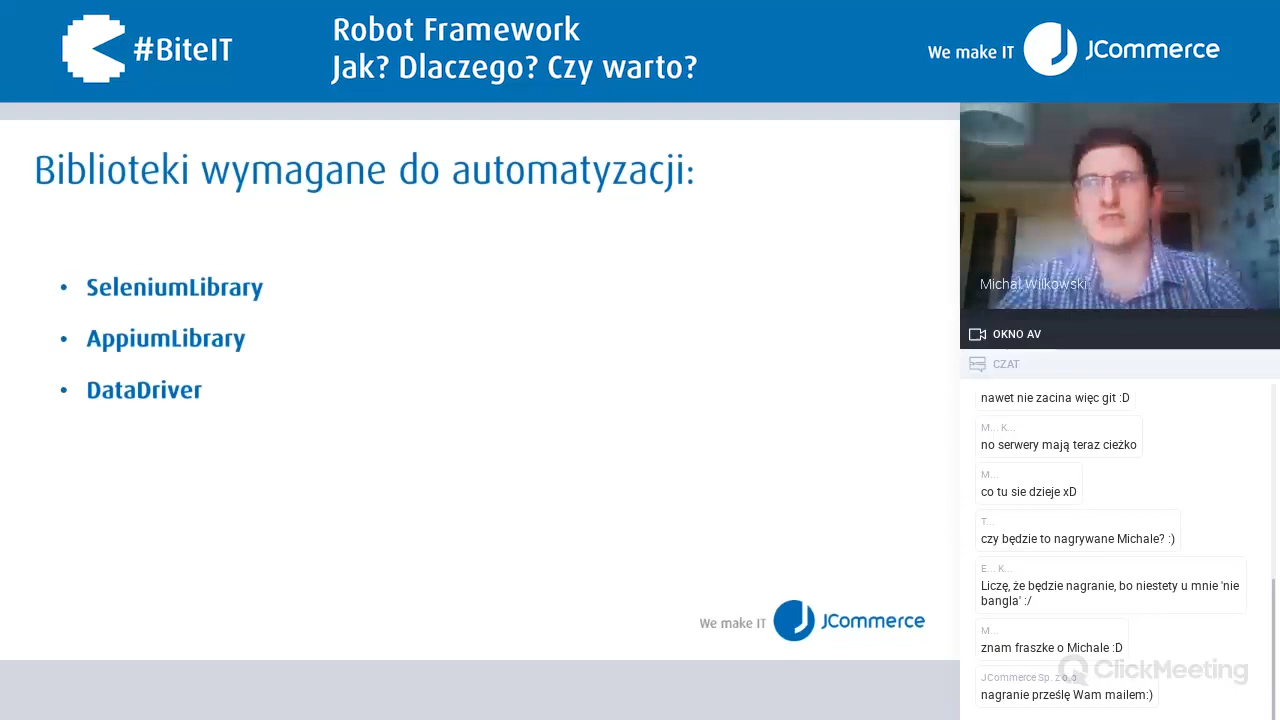 #BiteIT
Robot Framework
Jak? Dlaczego? Czy warto?
We make IT JCommerce
Biblioteki wymagane do automatyzacji:
• SeleniumLibrary
• AppiumLibrary
• DataDriver
We make IT JCommerce
Michał Wilkowski
OKNO AV
CZAT
nawet nie zacina więc git :D
M... K...
no serwery mają teraz cieżko
M...
co tu sie dzieje xD
T...
czy będzie to nagrywane Michale? :)
E... K...
Liczę, że będzie nagranie, bo niestety u mnie 'nie
bangla' :/
M...
znam fraszke o Michale :D
ClickMeeting
JCommerce Sp. z o.o.
nagranie prześlę Wam mailem:)